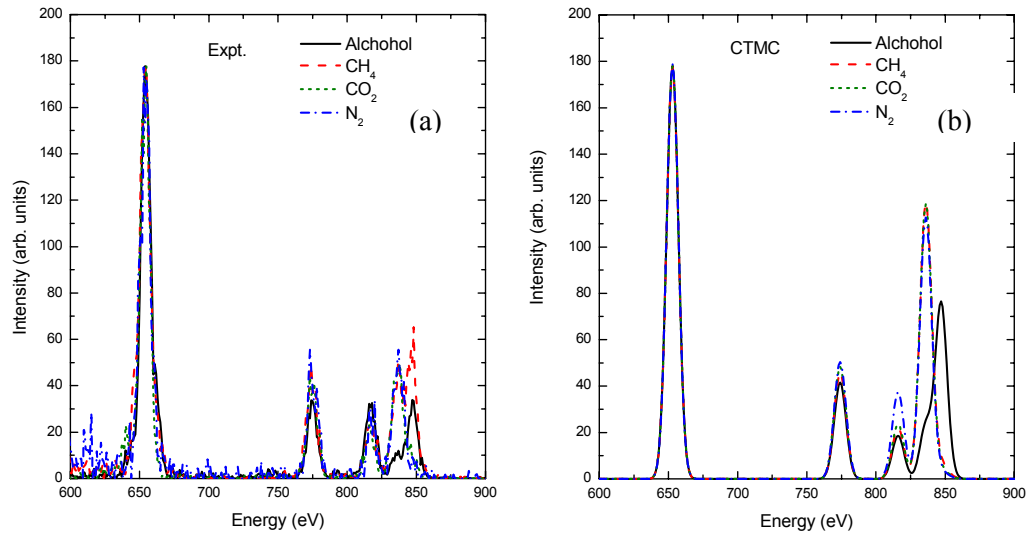 200
180
160
140
120
100
80
60
40
20
0
Intensity (arb. units)
Expt.
Alchohol
CH4
CO2
N2
(a)
600 650 700 750 800 850 900
Energy (eV)
200
180
160
140
120
100
80
60
40
20
0
Intensity (arb. units)
CTMC
Alchohol
CH4
CO2
N2
(b)
600 650 700 750 800 850 900
Energy (eV)